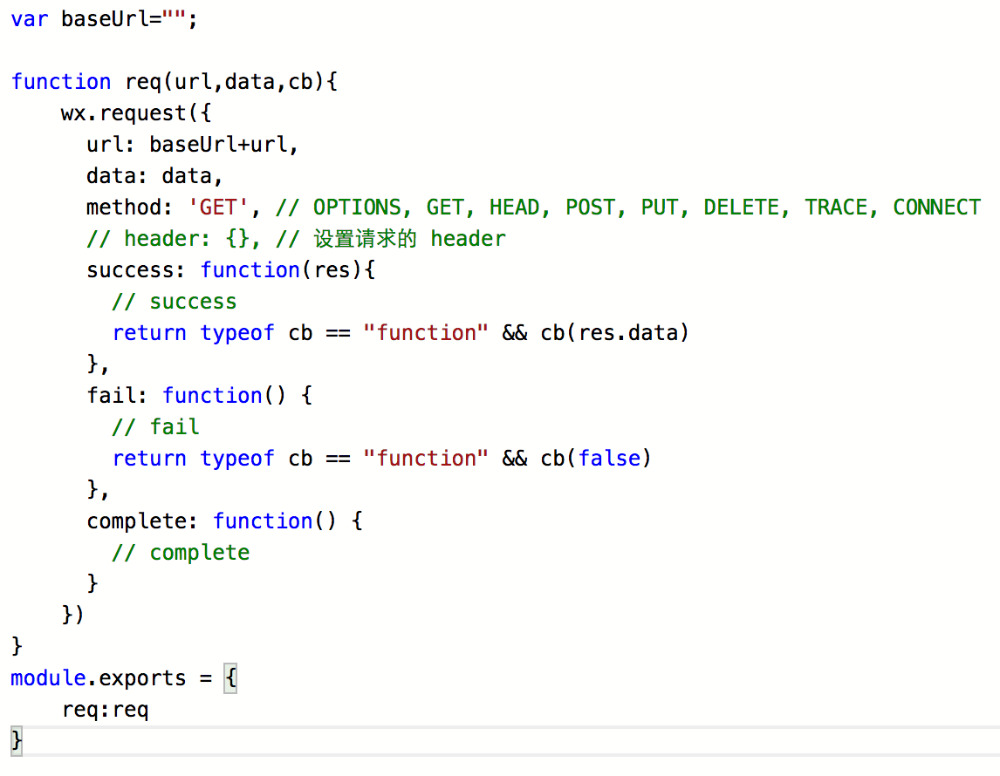 var baseUrl="";
function req(url,data,cb){
wx.request({
url: baseUrl+url,
data: data,
method: 'GET', // OPTIONS, GET, HEAD, POST, PUT, DELETE, TRACE, CONNECT
// header: {}, // 设置请求的 header
success: function(res){
// success
return typeof cb == "function" && cb(res.data)
},
fail: function() {
// fail
return typeof cb == "function" && cb(false)
},
complete: function() {
// complete
}
})
}
module.exports = {
req:req
}